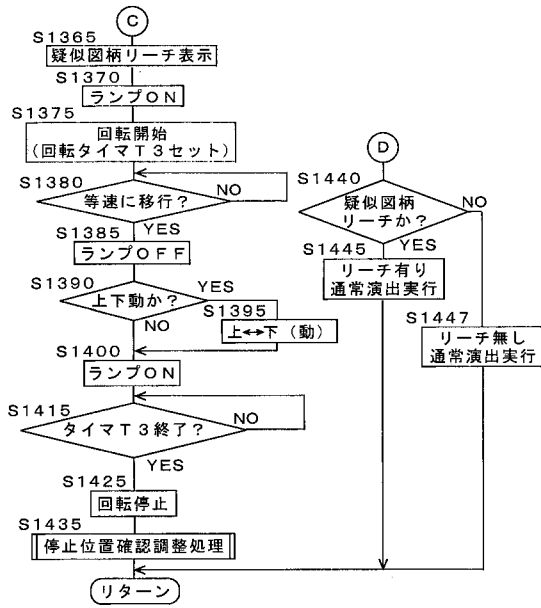 C
S1365
疑似図柄リーチ表示
S1370
ランプON
S1375
回転開始
(回転タイマT3セット)
S1380
等速に移行?
NO
YES
S1385
ランプOFF
S1390
上下動か?
YES
NO
S1395
上↔下(動)
S1400
ランプON
S1415
タイマT3終了?
NO
YES
S1425
回転停止
S1435
停止位置確認調整処理
リターン
D
S1440
疑似図柄
リーチか?
NO
YES
S1445
リーチ有り
通常演出実行
S1447
リーチ無し
通常演出実行